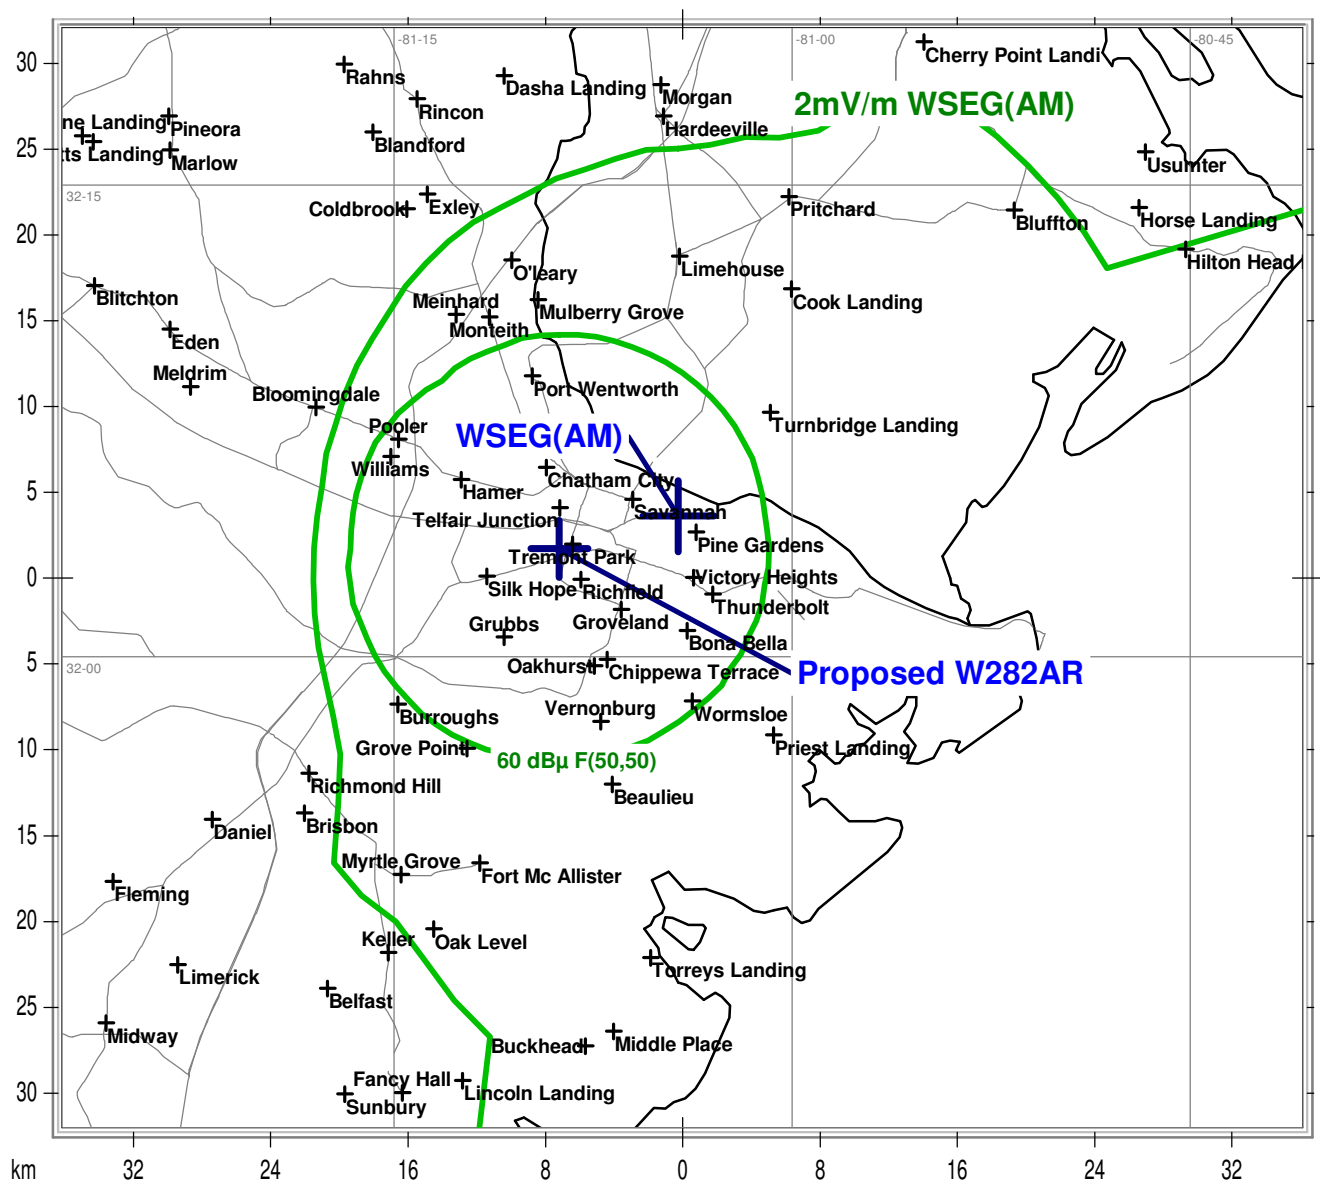 30
-81-15
-81-00
-80-45
Cherry Point Landi
Rahns
Dasha Landing
Morgan
2mV/m WSEG(AM)
Rincon
ne Landing
Pineora
Hardeeville
25
Blandford
ts Landing
Marlow
Usumter
32-15
Coldbrook
Exley
Pritchard
20
Bluffton
Horse Landing
Hilton Head
O'leary
Limehouse
Blitchton
Meinhard
Cook Landing
15
Monteith
Mulberry Grove
Eden
Meldrim
Port Wentworth
10
Bloomingdale
Pooler
WSEG(AM)
Turnbridge Landing
Williams
Chatham City
5
Hamer
Savannah
Telfair Junction
Pine Gardens
Tremont Park
0
Silk Hope
Richfield
Victory Heights
Thunderbolt
Grubbs
Groveland
Bona Bella
5
32-00
Oakhurst
Chippewa Terrace
Proposed W282AR
Burroughs
Vernonburg
Wormsloe
10
Grove Point
60 dBµ F(50,50)
Priest Landing
Richmond Hill
Beaulieu
15
Daniel
Brisbon
Myrtle Grove
Fort Mc Allister
Fleming
20
Keller
Oak Level
Limerick
Torreys Landing
25
Belfast
Midway
Buckhead
Middle Place
30
Fancy Hall
Lincoln Landing
Sunbury
km
32
24
16
8
0
8
16
24
32